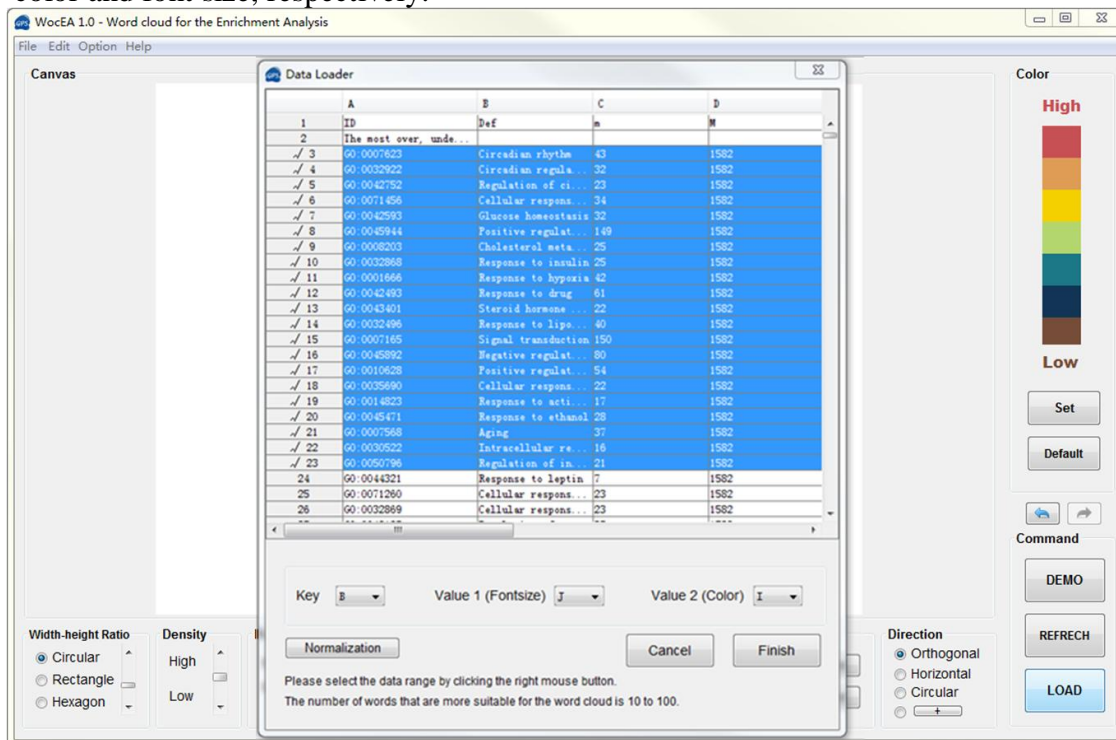 color and font size, respectively.
WocEA 1.0 - Word cloud for the Enrichment Analysis
File Edit Option Help
Canvas
Data Loader
A B C D
1 ID Def m M
2 The most over, unde...
3 GO:0007623 Circadian rhythm 43 1582
4 GO:0032922 Circadian regula... 32 1582
5 GO:0042752 Regulation of ci... 23 1582
6 GO:0071456 Cellular respons... 34 1582
7 GO:0042593 Glucose homeostasis 32 1582
8 GO:0045944 Positive regulat... 149 1582
9 GO:0008203 Cholesterol meta... 25 1582
10 GO:0032868 Response to insulin 25 1582
11 GO:0001666 Response to hypoxia 42 1582
12 GO:0042493 Response to drug 61 1582
13 GO:0043401 Steroid hormone ... 22 1582
14 GO:0032496 Response to lipo... 40 1582
15 GO:0007165 Signal transduction 150 1582
16 GO:0045892 Negative regulat... 80 1582
17 GO:0010628 Positive regulat... 54 1582
18 GO:0035690 Cellular respons... 22 1582
19 GO:0014823 Response to acti... 17 1582
20 GO:0045471 Response to ethanol 28 1582
21 GO:0007568 Aging 37 1582
22 GO:0030522 Intracellular re... 16 1582
23 GO:0050796 Regulation of in... 21 1582
24 GO:0044321 Response to leptin 7 1582
25 GO:0071260 Cellular respons... 23 1582
26 GO:0032869 Cellular respons... 23 1582
Key B Value 1 (Fontsize) J Value 2 (Color) I
Normalization Cancel Finish
Please select the data range by clicking the right mouse button.
The number of words that are more suitable for the word cloud is 10 to 100.
Color
High
Low
Set
Default
Command
DEMO
REFRECH
LOAD
Width-height Ratio
Circular
Rectangle
Hexagon
Density
High
Low
Direction
Orthogonal
Horizontal
Circular
+